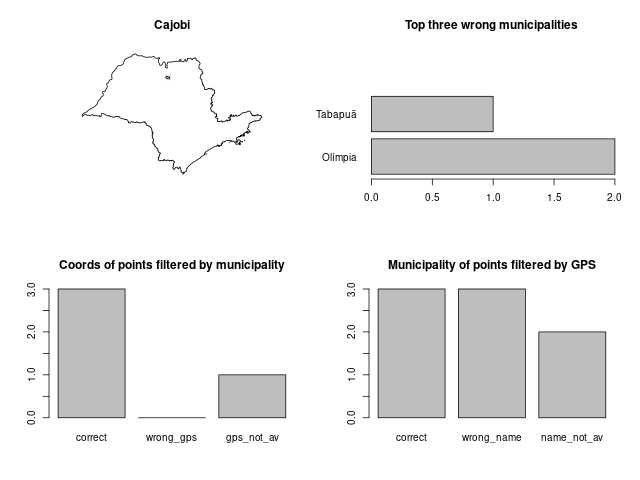 Cajobi
Top three wrong municipalities
Tabapuã
Olímpia
0.0 0.5 1.0 1.5 2.0
Coords of points filtered by municipality
3.0
2.0
1.0
0.0
correct wrong_gps gps_not_av
Municipality of points filtered by GPS
3.0
2.0
1.0
0.0
correct wrong_name name_not_av